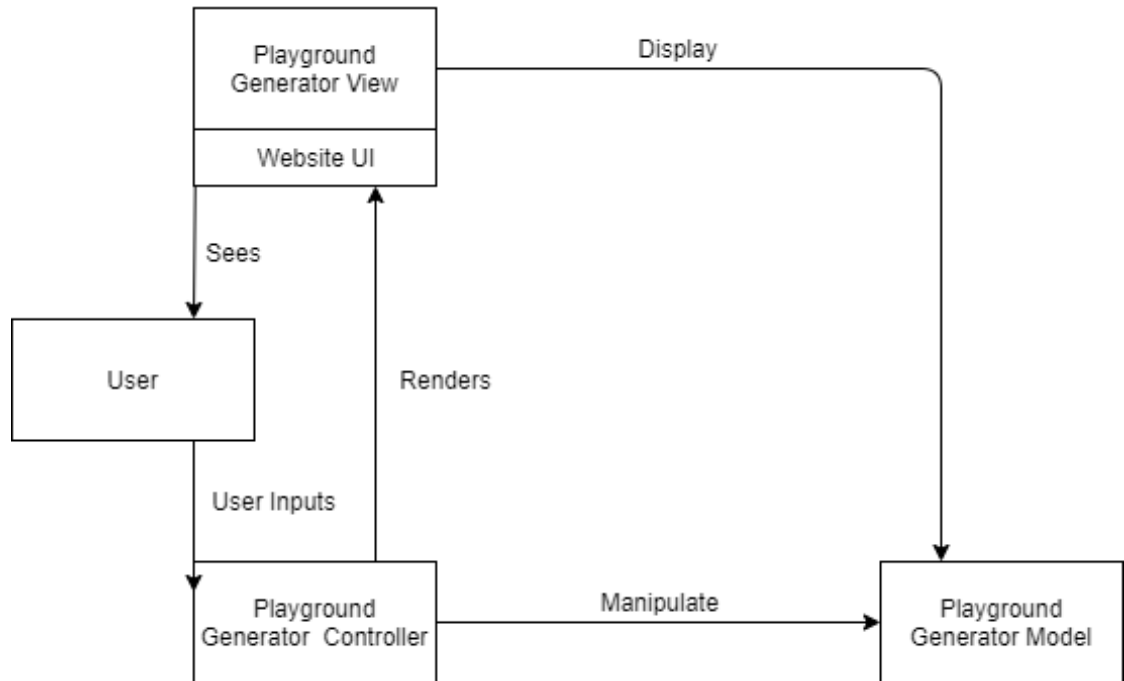 Playground
Generator View
Display
Website UI
Sees
User
Renders
User Inputs
Playground
Generator  Controller
Manipulate
Playground
Generator Model